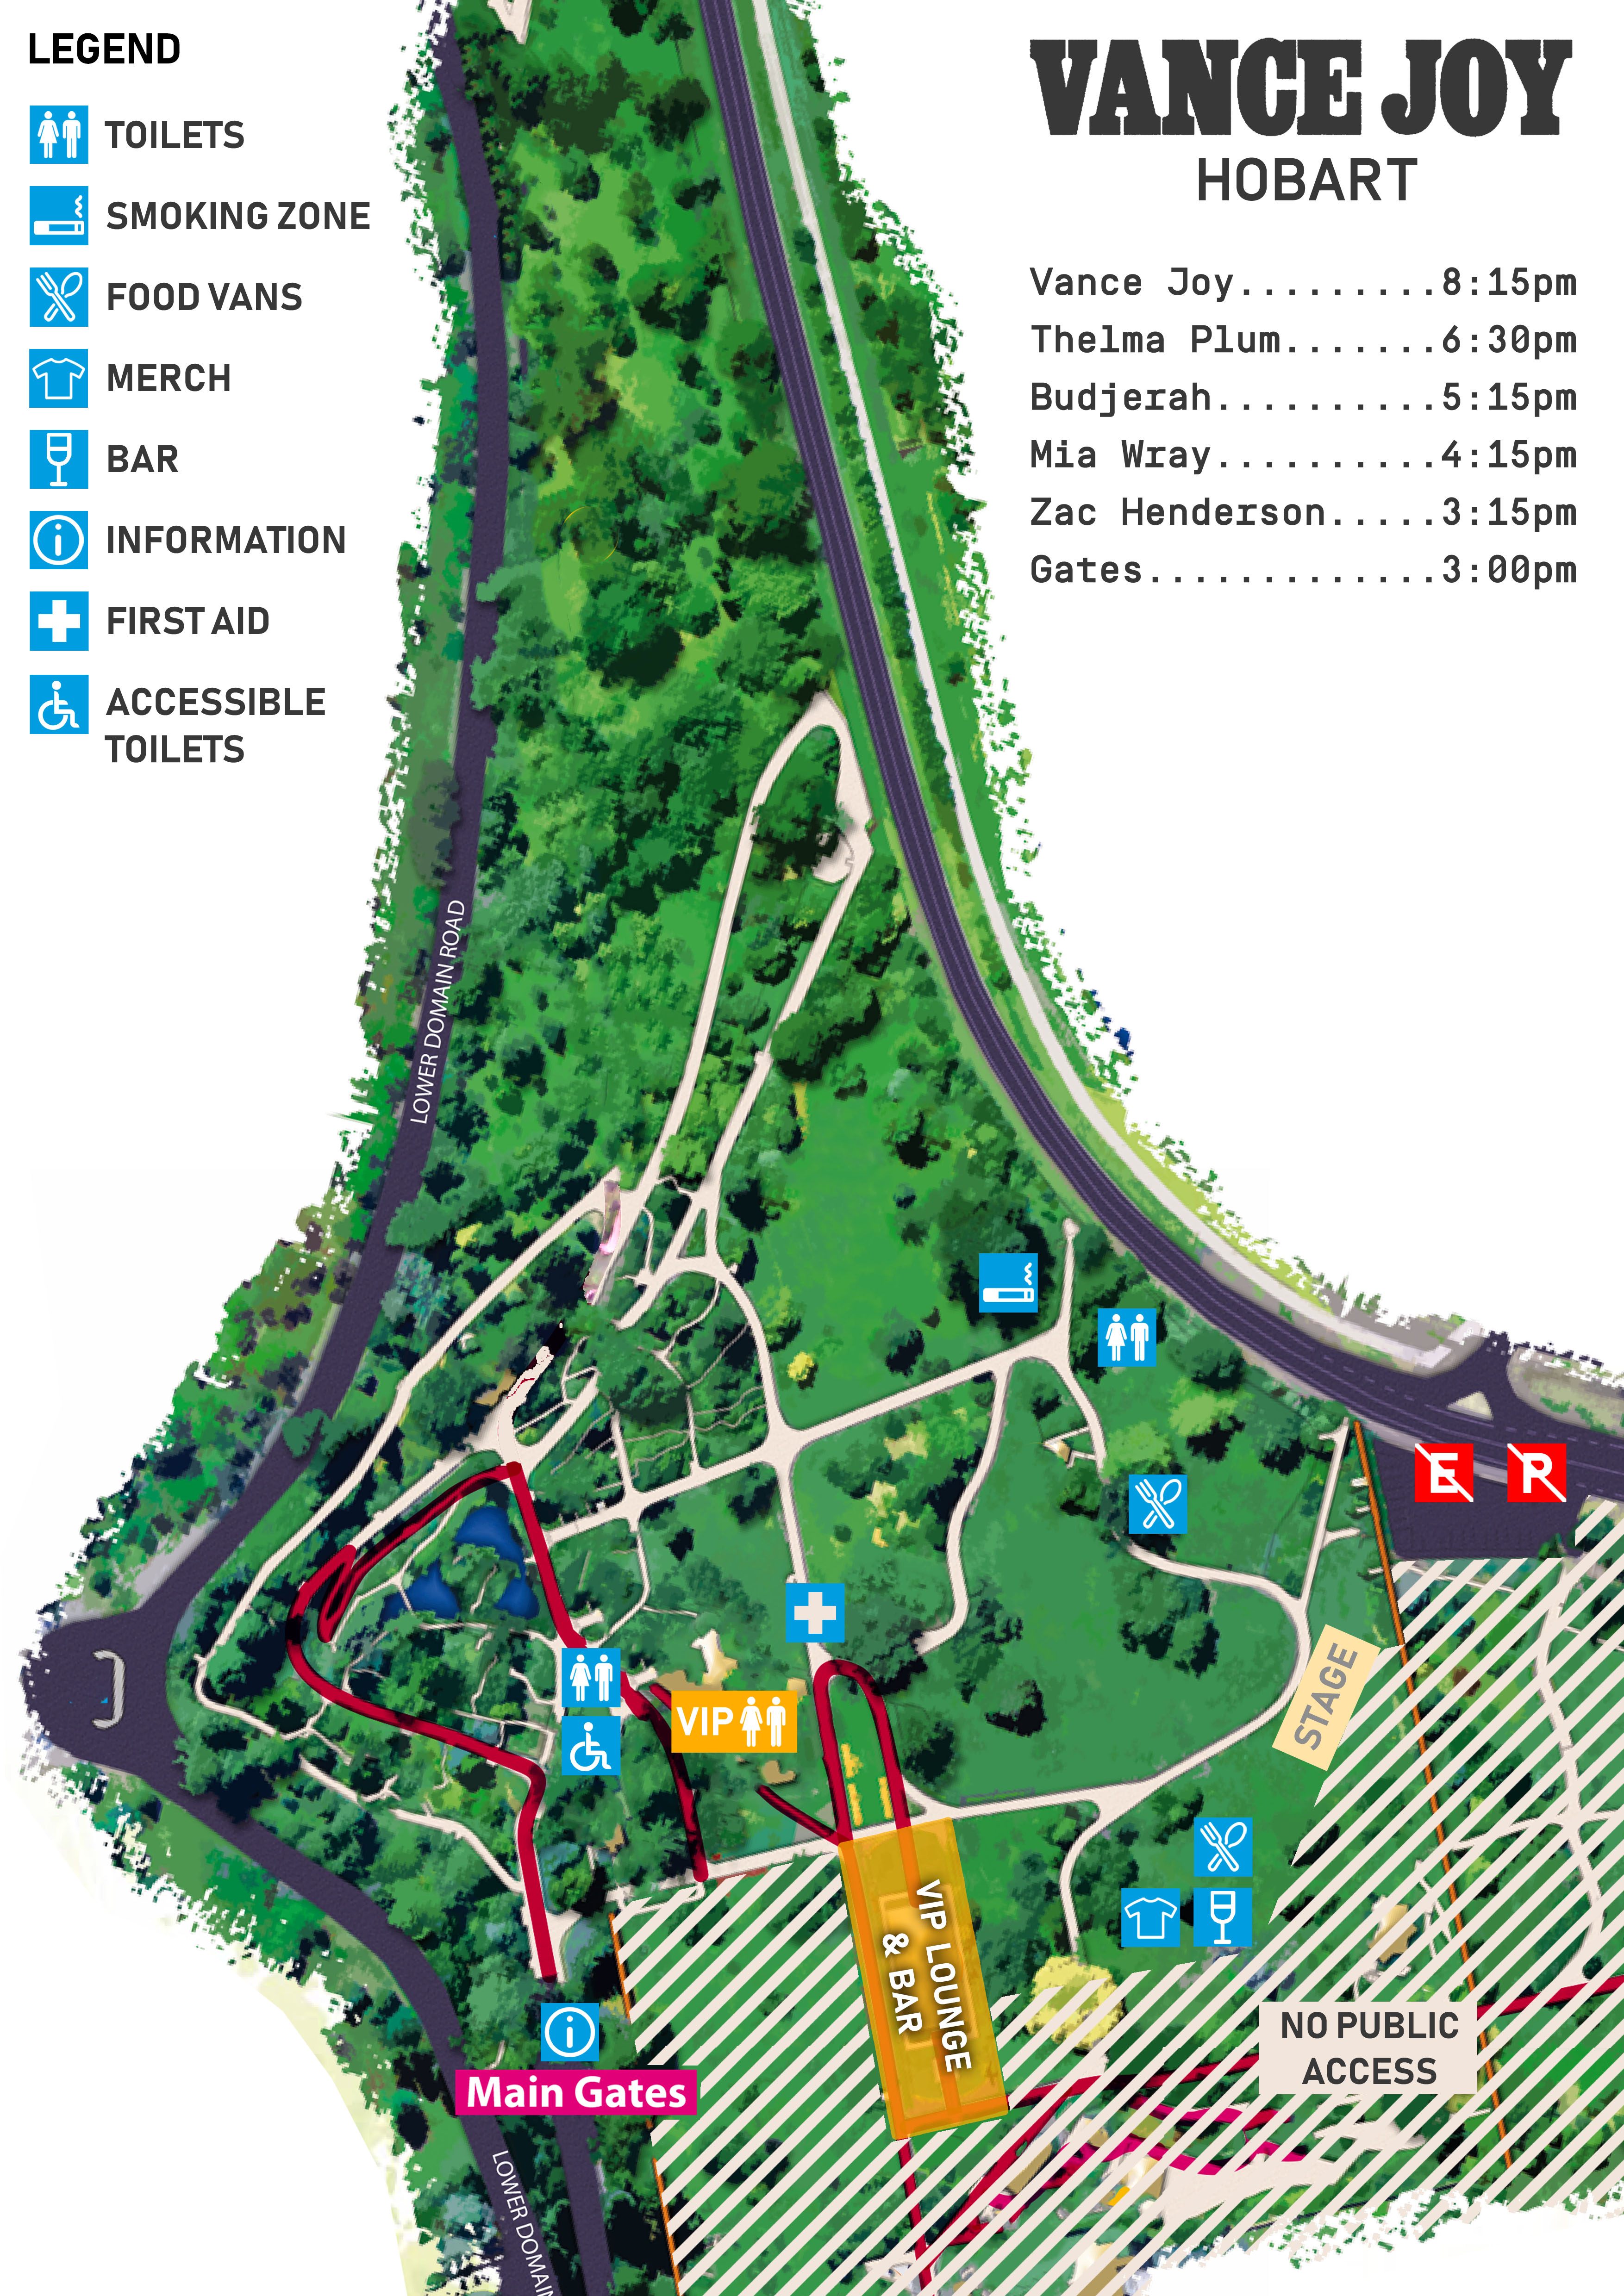 LEGEND
TOILETS
SMOKING ZONE
FOOD VANS
MERCH
BAR
INFORMATION
FIRST AID
ACCESSIBLE
TOILETS
VANCE JOY
HOBART
Vance Joy.........8:15pm
Thelma Plum.......6:30pm
Budjerah..........5:15pm
Mia Wray..........4:15pm
Zac Henderson.....3:15pm
Gates.............3:00pm
LOWER DOMAIN ROAD
E R
STAGE
VIP
VIP LOUNGE
& BAR
NO PUBLIC
ACCESS
Main Gates
LOWER DOMAIN